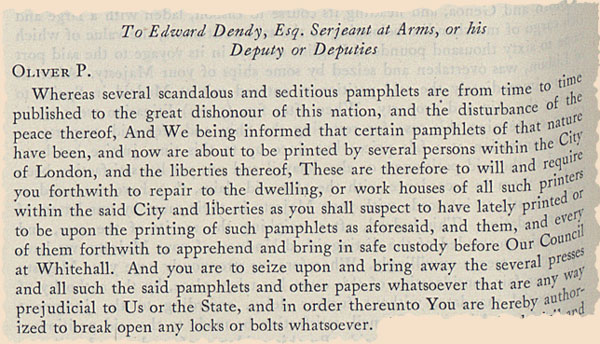 To Edward Dendy, Esq. Serjeant at Arms, or his
Deputy or Deputies
OLIVER P.
Whereas several scandalous and seditious pamphlets are from time to time
published to the great dishonour of this nation, and the disturbance of the
peace thereof, And We being informed that certain pamphlets of that nature
have been, and now are about to be printed by several persons within the City
of London, and the liberties thereof, These are therefore to will and require
you forthwith to repair to the dwelling, or work houses of all such printers
within the said City and liberties as you shall suspect to have lately printed or
to be upon the printing of such pamphlets as aforesaid, and them, and every
of them forthwith to apprehend and bring in safe custody before Our Council
at Whitehall. And you are to seize upon and bring away the several presses
and all such the said pamphlets and other papers whatsoever that are any way
prejudicial to Us or the State, and in order thereunto You are hereby author-
ized to break open any locks or bolts whatsoever.